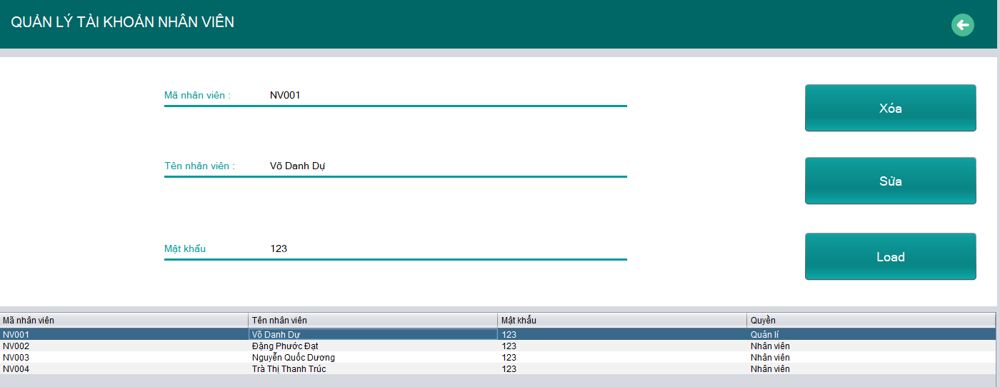 QUẢN LÝ TÀI KHOẢN NHÂN VIÊN
Mã nhân viên : NV001
Xóa
Tên nhân viên : Võ Danh Dự
Sửa
Mật khẩu 123
Load
Mã nhân viên Tên nhân viên Mật khẩu Quyền
NV001 Võ Danh Dự 123 Quản lí
NV002 Đặng Phước Đạt 123 Nhân viên
NV003 Nguyễn Quốc Dương 123 Nhân viên
NV004 Trà Thị Thanh Trúc 123 Nhân viên